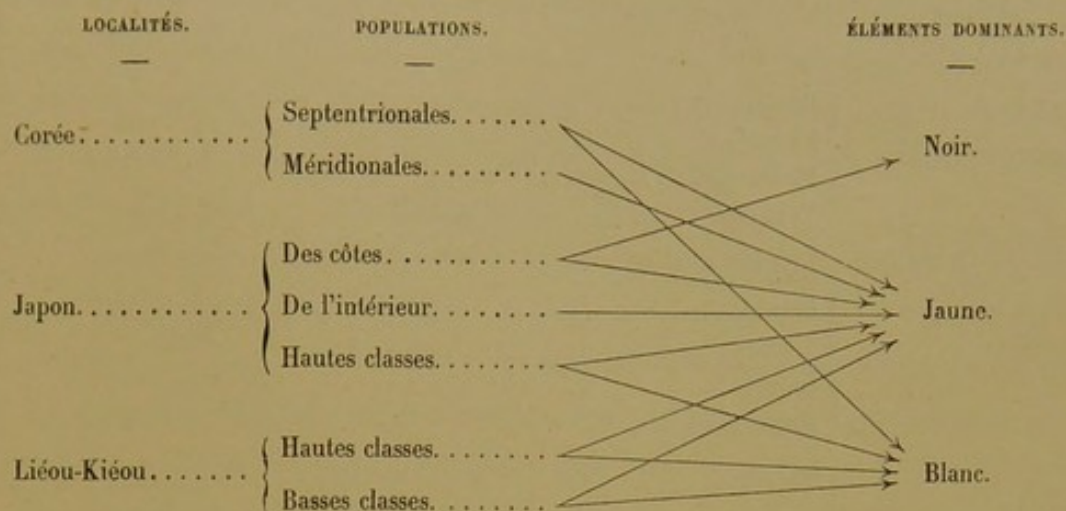 LOCALITÉS. POPULATIONS. ÉLÉMENTS DOMINANTS.
Septentrionales.......
Corée............ Noir.
Méridionales.........
Des côtes...........
Japon............ De l'intérieur........ Jaune.
Hautes classes........
Hautes classes........
Liéou-Kiéou....... Blanc.
Basses classes........